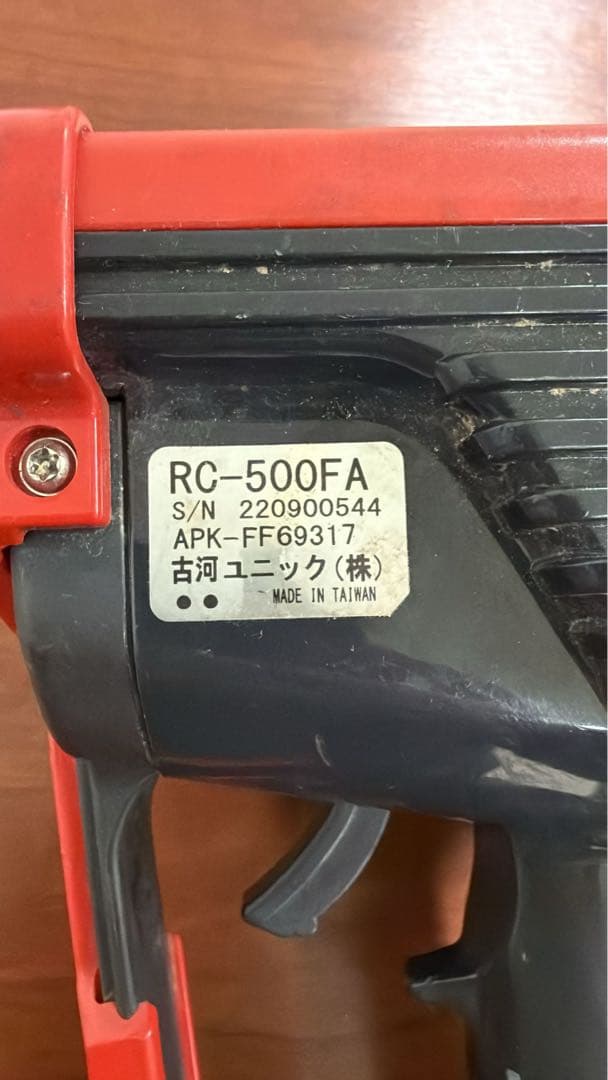 RC-500FA
S/N 220900544
APK-FF69317
古河ユニック(株)
●● MADE IN TAIWAN